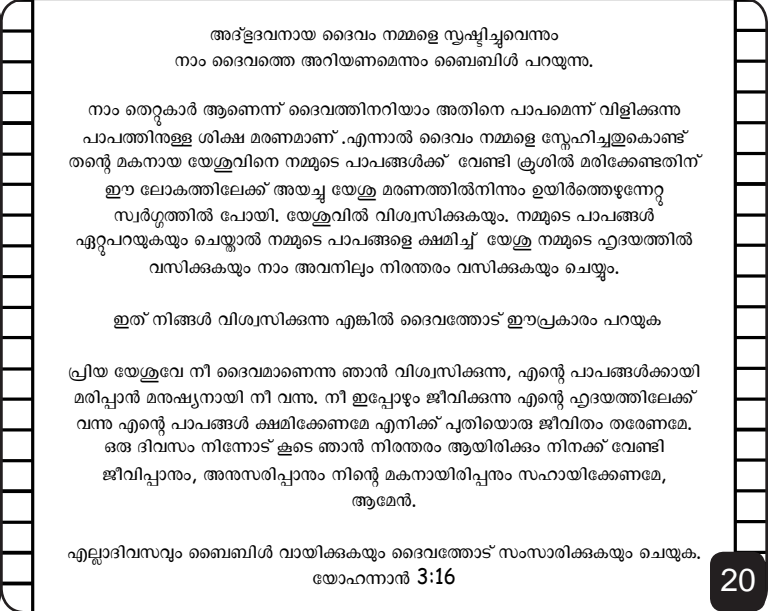 അദ്ഭുദവനായ ദൈവം നമ്മളെ സൃഷ്ടിച്ചുവെന്നും
നാം ദൈവത്തെ അറിയണമെന്നും ബൈബിൾ പറയുന്നു.
നാം തെറ്റുകാർ ആണെന്ന് ദൈവത്തിനറിയാം അതിനെ പാപമെന്ന് വിളിക്കുന്നു
പാപത്തിനുള്ള ശിക്ഷ മരണമാണ് .എന്നാൽ ദൈവം നമ്മളെ സ്നേഹിച്ചതുകൊണ്ട്
തന്റെ മകനായ യേശുവിനെ നമ്മുടെ പാപങ്ങൾക്ക് വേണ്ടി ക്രുശിൽ മരിക്കേണ്ടതിന്
ഈ ലോകത്തിലേക്ക് അയച്ചു യേശു മരണത്തിൽനിന്നും ഉയിർത്തെഴുന്നേറ്റു
സ്വർഗ്ഗത്തിൽ പോയി. യേശുവിൽ വിശ്വസിക്കുകയും. നമ്മുടെ പാപങ്ങൾ
ഏറ്റുപറയുകയും ചെയ്താൽ നമ്മുടെ പാപങ്ങളെ ക്ഷമിച്ച് യേശു നമ്മുടെ ഹൃദയത്തിൽ
വസിക്കുകയും നാം അവനിലും നിരന്തരം വസിക്കുകയും ചെയ്യും.
ഇത് നിങ്ങൾ വിശ്വസിക്കുന്നു എങ്കിൽ ദൈവത്തോട് ഈപ്രകാരം പറയുക
പ്രിയ യേശുവേ നീ ദൈവമാണെന്നു ഞാൻ വിശ്വസിക്കുന്നു, എന്റെ പാപങ്ങൾക്കായി
മരിപ്പാൻ മനുഷ്യനായി നീ വന്നു. നീ ഇപ്പോഴും ജീവിക്കുന്നു എന്റെ ഹൃദയത്തിലേക്ക്
വന്നു എന്റെ പാപങ്ങൾ ക്ഷമിക്കേണമേ എനിക്ക് പുതിയൊരു ജീവിതം തരേണമേ.
ഒരു ദിവസം നിന്നോട് കൂടെ ഞാൻ നിരന്തരം ആയിരിക്കും നിനക്ക് വേണ്ടി
ജീവിപ്പാനും, അനുസരിപ്പാനും നിന്റെ മകനായിരിപ്പനും സഹായിക്കേണമേ,
ആമേൻ.
എല്ലാദിവസവും ബൈബിൾ വായിക്കുകയും ദൈവത്തോട് സംസാരിക്കുകയും ചെയുക.
യോഹന്നാൻ 3:16
20